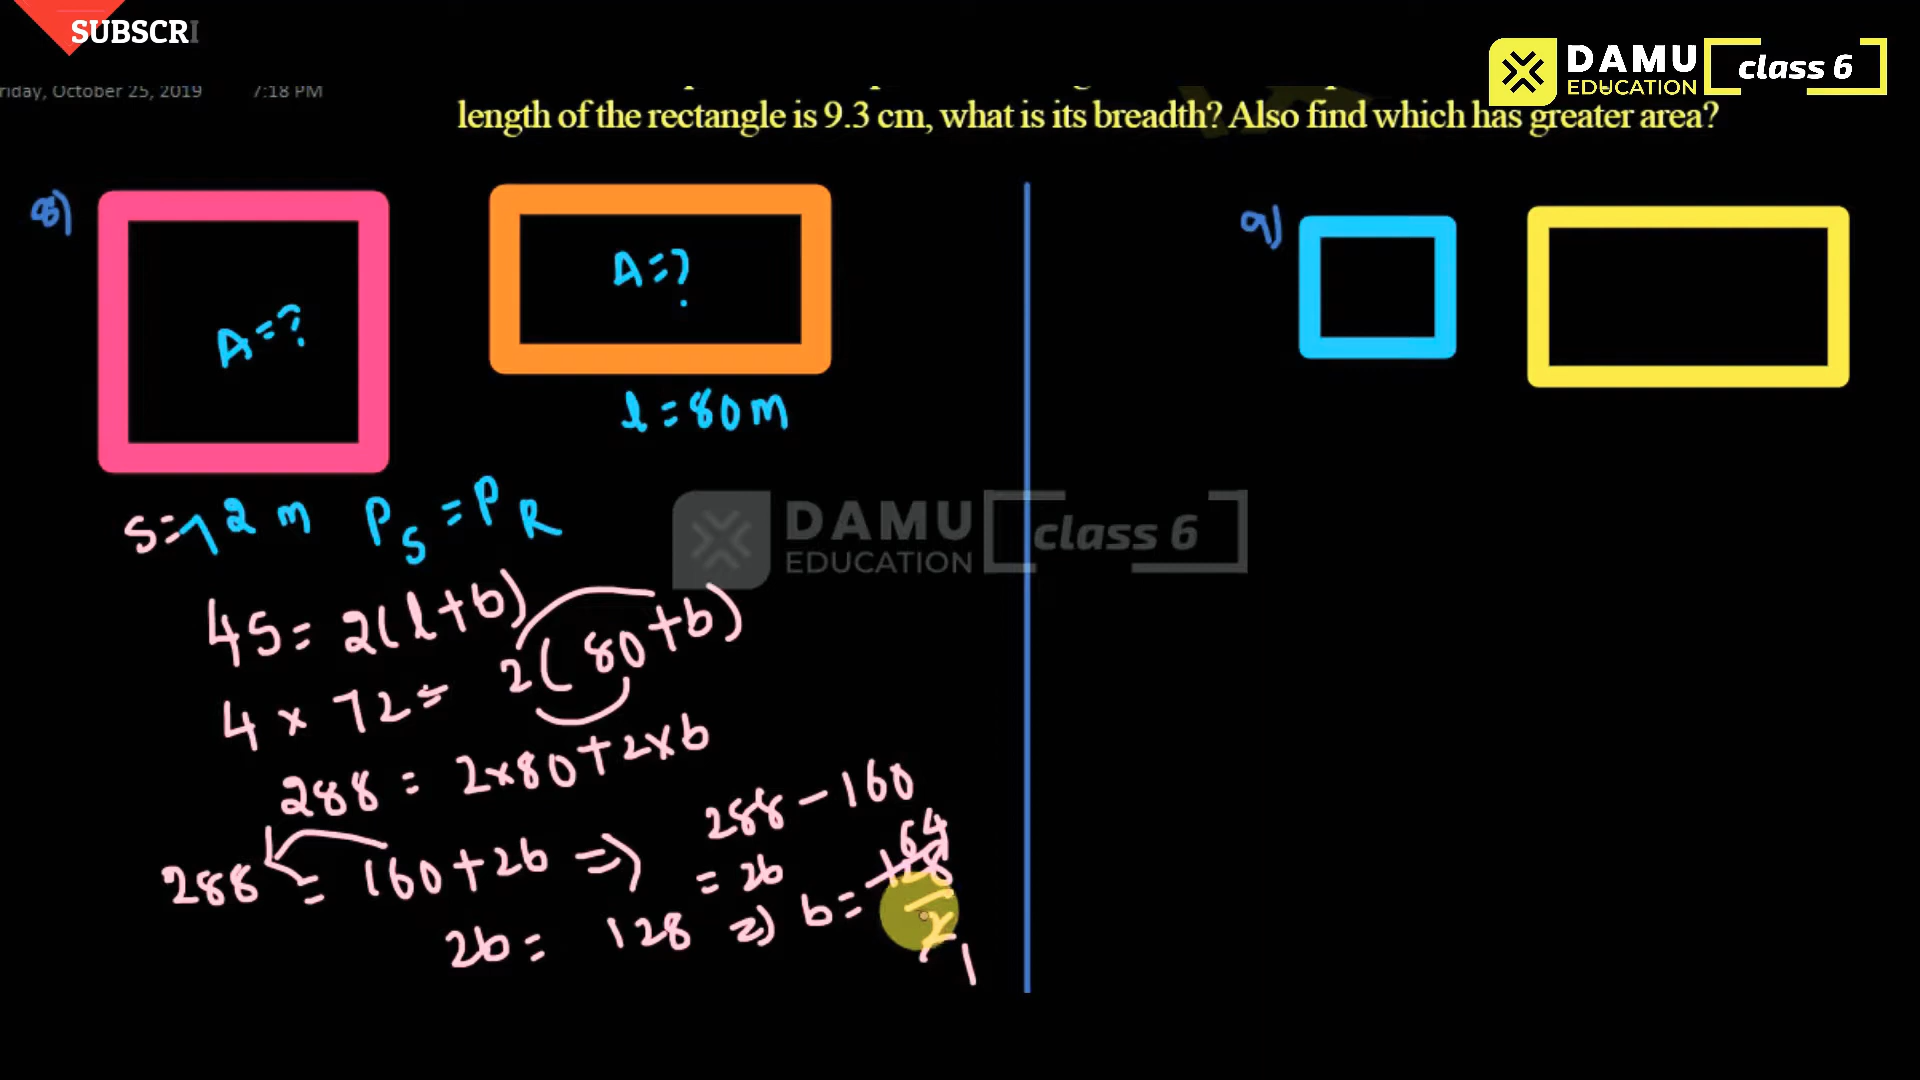 SUBSCRI
DAMU
EDUCATION
class 6
riday, October 25, 2019 7:18 PM
length of the rectangle is 9.3 cm, what is its breadth? Also find which has greater area?
8)
A=?
A=?
9)
l=80m
S=72 m PS=PR
DAMU
EDUCATION
class 6
4S=2(l+b)
4×72=2(80+b)
288=2×80+2×b
288=160+2b => 288-160
=2b
2b=128 => b=128/2
64
1